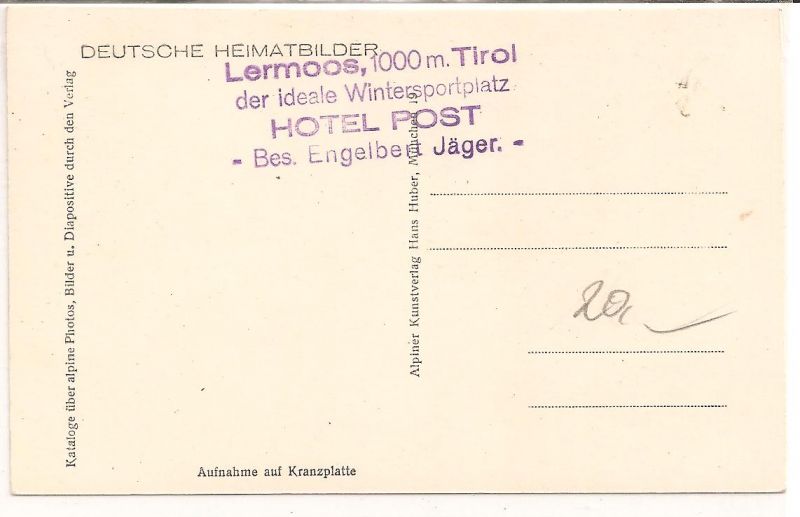 DEUTSCHE HEIMATBILDER
Lermoos, 1000 m. Tirol
der ideale Wintersportplatz
HOTEL POST
- Bes. Engelbert Jäger. -
Kataloge über alpine Photos, Bilder u. Diapositive durch den Verlag
Alpiner Kunstverlag Hans Huber, München 19
Aufnahme auf Kranzplatte